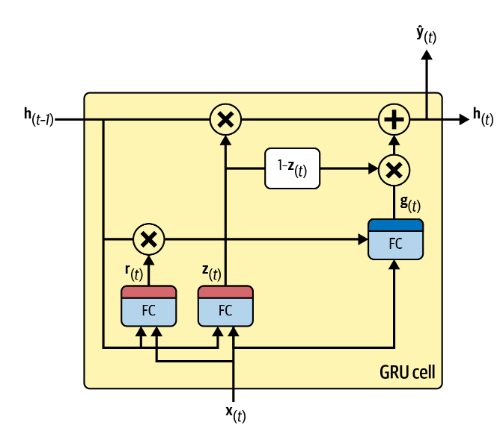 ŷ(t)
h(t–1)
h(t)
1–z(t)
g(t)
FC
r(t)
z(t)
FC
FC
GRU cell
x(t)